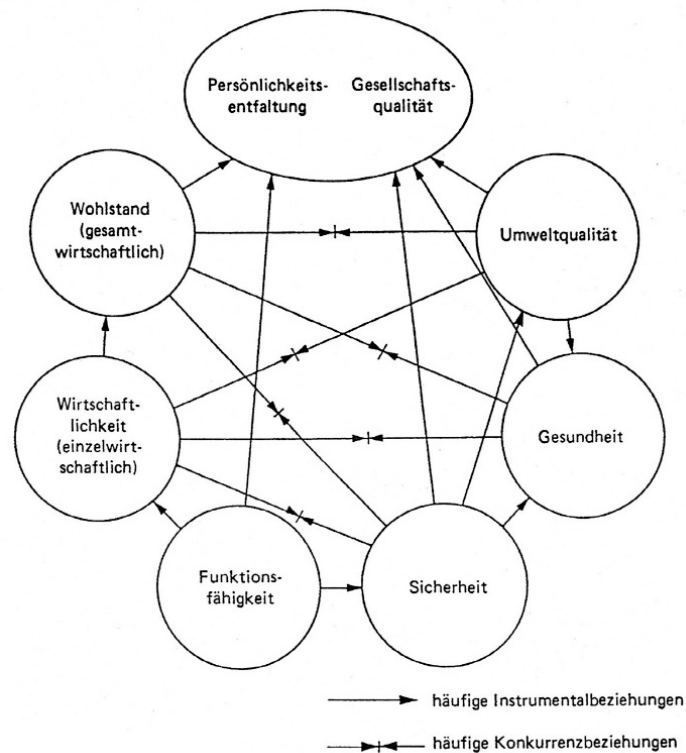 Persönlichkeits-
entfaltung
Gesellschafts-
qualität
Wohlstand
(gesamt-
wirtschaftlich)
Umweltqualität
Wirtschaft-
lichkeit
(einzelwirt-
schaftlich)
Gesundheit
Funktions-
fähigkeit
Sicherheit
häufige Instrumentalbeziehungen
häufige Konkurrenzbeziehungen